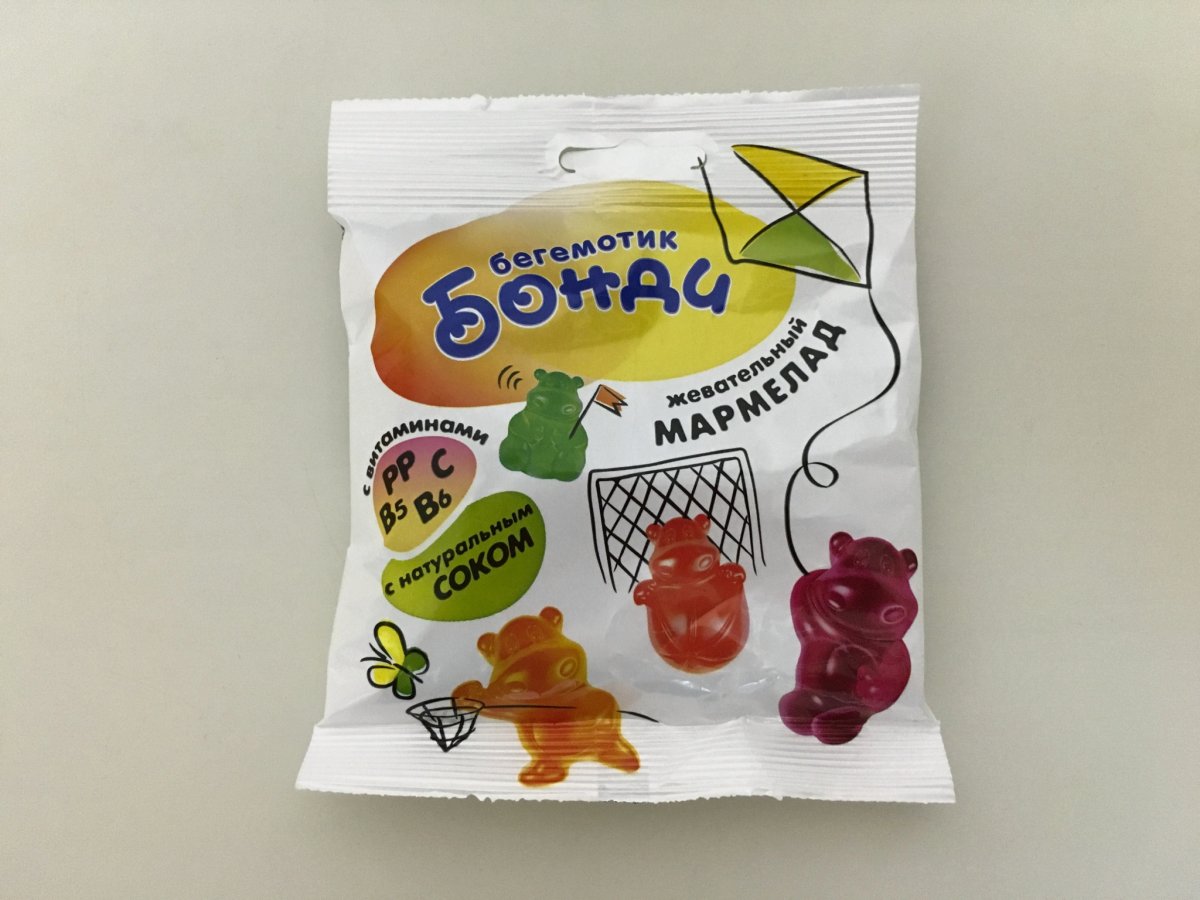 бегемотик
Бонди
жевательный
МАРМЕЛАД
с витаминами
PP C
B5 B6
с натуральным
СОКОМ